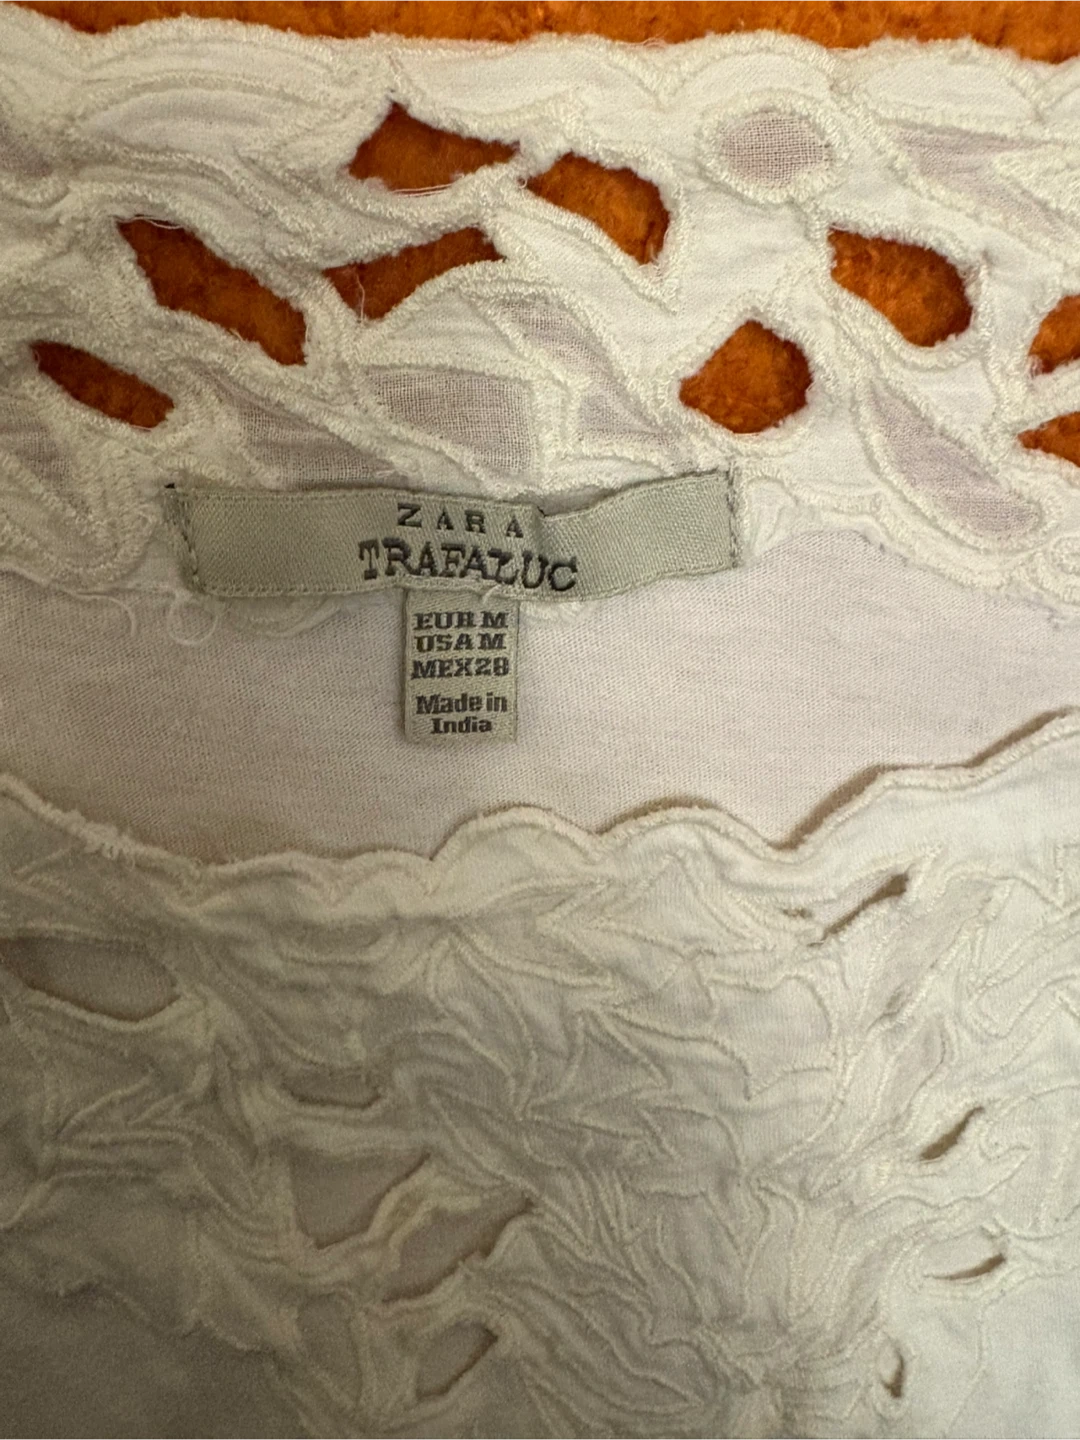 ZARA
TRAFALUC
EUR M
USA M
MEX 28
Made in
India